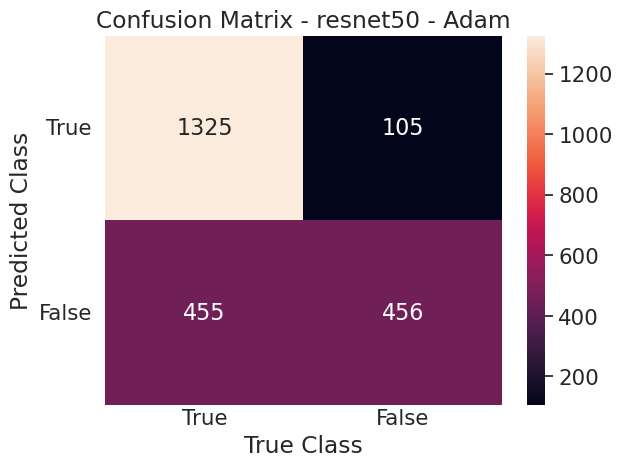 Confusion Matrix - resnet50 - Adam
Predicted Class
True
1325
105
False
455
456
True
False
True Class
1200
1000
800
600
400
200